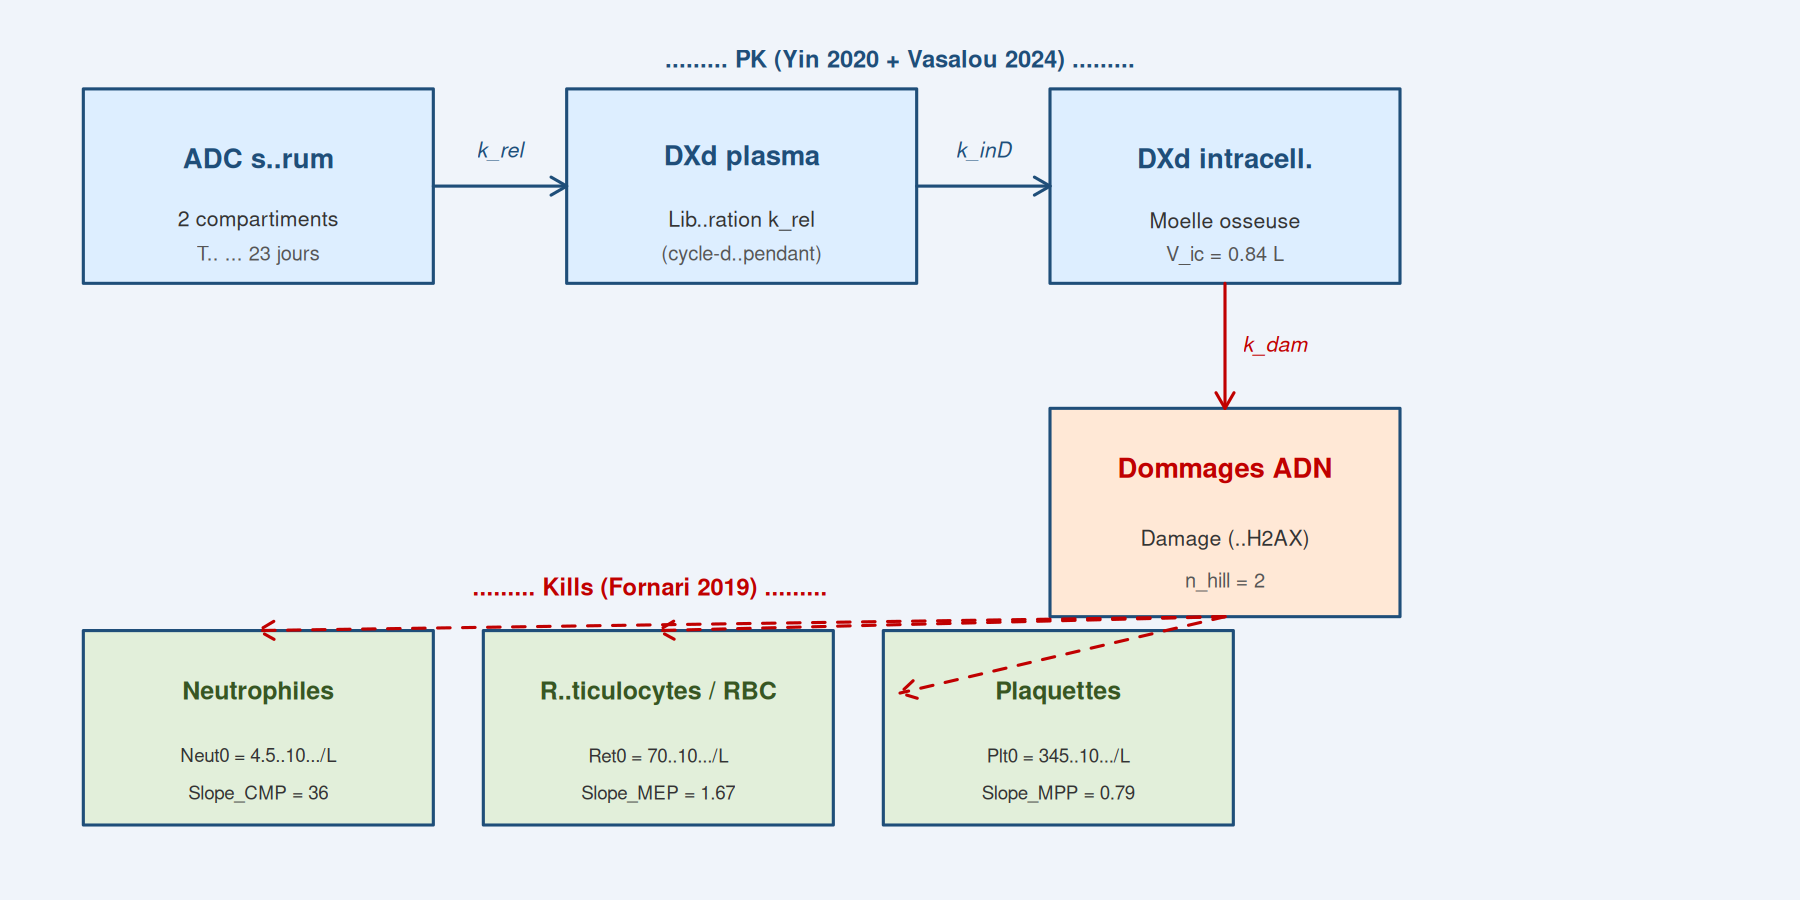 ......... PK (Yin 2020 + Vasalou 2024) .........
ADC s..rum
2 compartiments
T.. ... 23 jours
k_rel
DXd plasma
Lib..ration k_rel
(cycle-d..pendant)
k_inD
DXd intracell.
Moelle osseuse
V_ic = 0.84 L
k_dam
Dommages ADN
Damage (..H2AX)
n_hill = 2
......... Kills (Fornari 2019) .........
Neutrophiles
Neut0 = 4.5..10.../L
Slope_CMP = 36
R..ticulocytes / RBC
Ret0 = 70..10.../L
Slope_MEP = 1.67
Plaquettes
Plt0 = 345..10.../L
Slope_MPP = 0.79